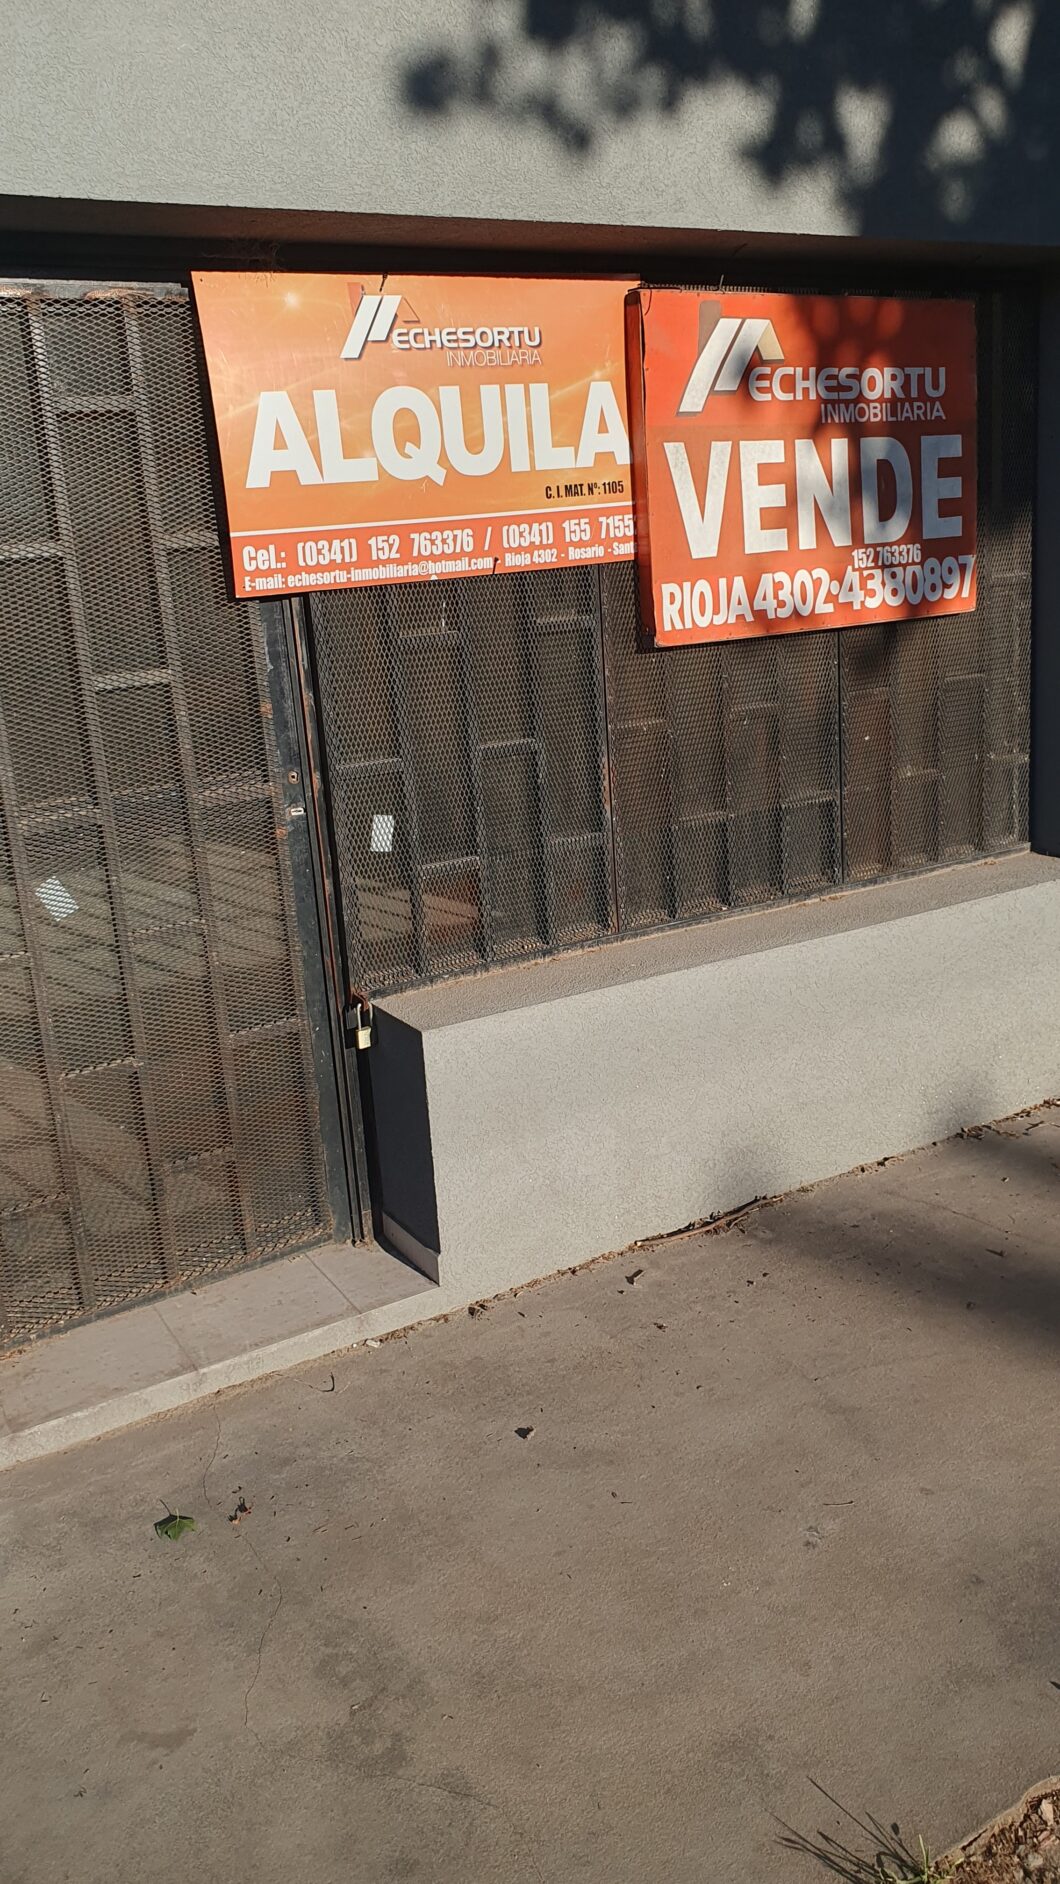 ECHESORTU
INMOBILIARIA
ALQUILA
C. I. MAT. Nº: 1105
Cel.: (0341) 152 763376 / (0341) 155 7155
E-mail: echesortu-inmobiliaria@hotmail.com - Rioja 4302 - Rosario - Sant
ECHESORTU
INMOBILIARIA
VENDE
152 763376
RIOJA 4302•4380897